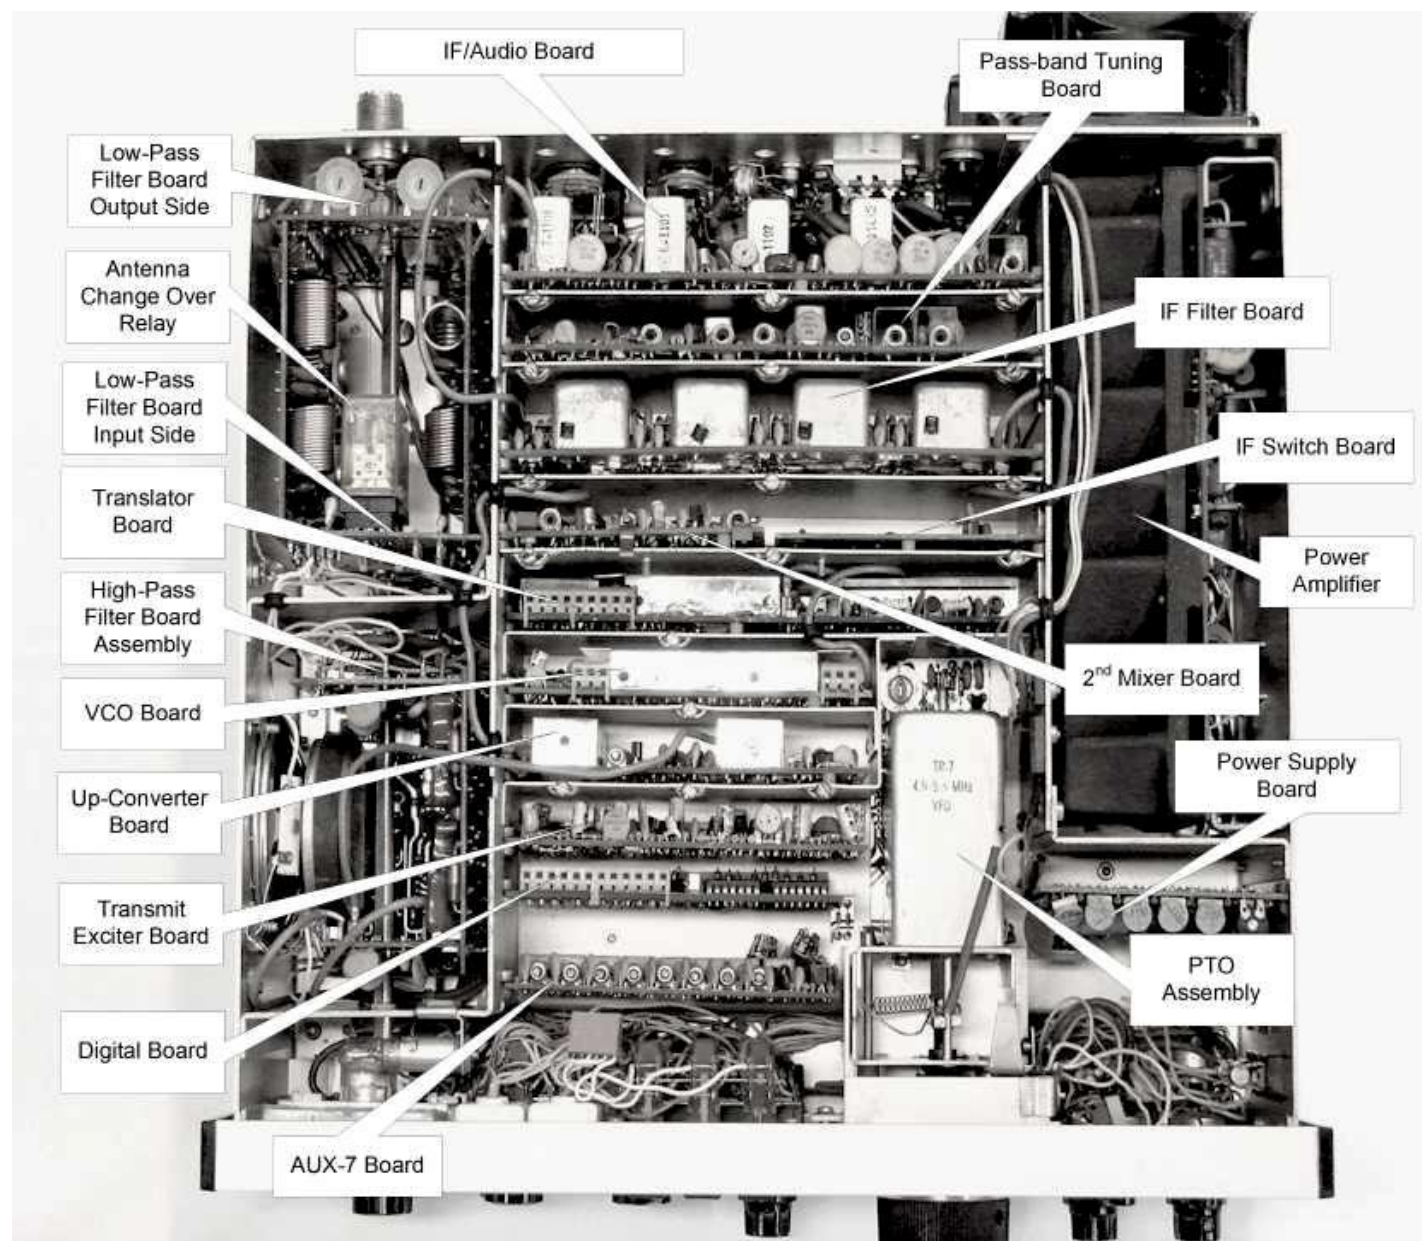 IF/Audio Board
Pass-band Tuning
Board
Low-Pass
Filter Board
Output Side
Antenna
Change Over
Relay
IF Filter Board
Low-Pass
Filter Board
Input Side
IF Switch Board
Translator
Board
Power
Amplifier
High-Pass
Filter Board
Assembly
2nd Mixer Board
VCO Board
Power Supply
Board
Up-Converter
Board
TR.7
MHz
Transmit
Exciter Board
PTO
Assembly
Digital Board
AUX-7 Board